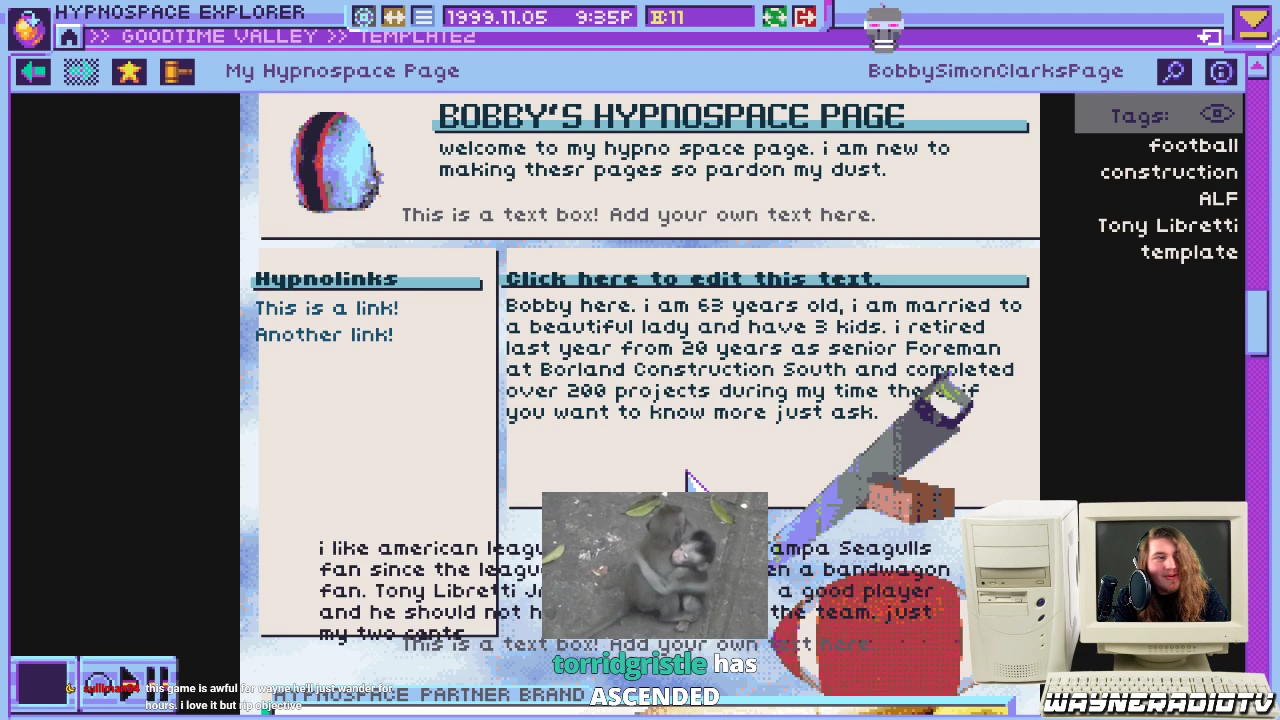 HYPNOSPACE EXPLORER
1999.11.05 9:35P
11
>> GOODTIME VALLEY >> TEMPLATE2
My Hypnospace Page
BobbySimonClarksPage
BOBBY'S HYPNOSPACE PAGE
welcome to my hypno space page. i am new to
making thesr pages so pardon my dust.
This is a text box! Add your own text here.
Tags:
football
construction
ALF
Tony Libretti
template
Hypnolinks
This is a link!
Another link!
Click here to edit this text.
Bobby here. i am 63 years old, i am married to
a beautiful lady and have 3 kids. i retired
last year from 20 years as senior Foreman
at Borland Construction South and completed
over 200 projects during my time if
you want to know more just ask.
i like american Seagulls
fan since the a bandwagon
fan. Tony Libretti a good player
and he should not the team. just
my two cents
This is a text box! Add your own text here.
torridgristle has
ASCENDED
PARTNER BRAND
this game is awful for wayne he'll just wander for
hours. i love it but rip objective
WAYNERADIOTV